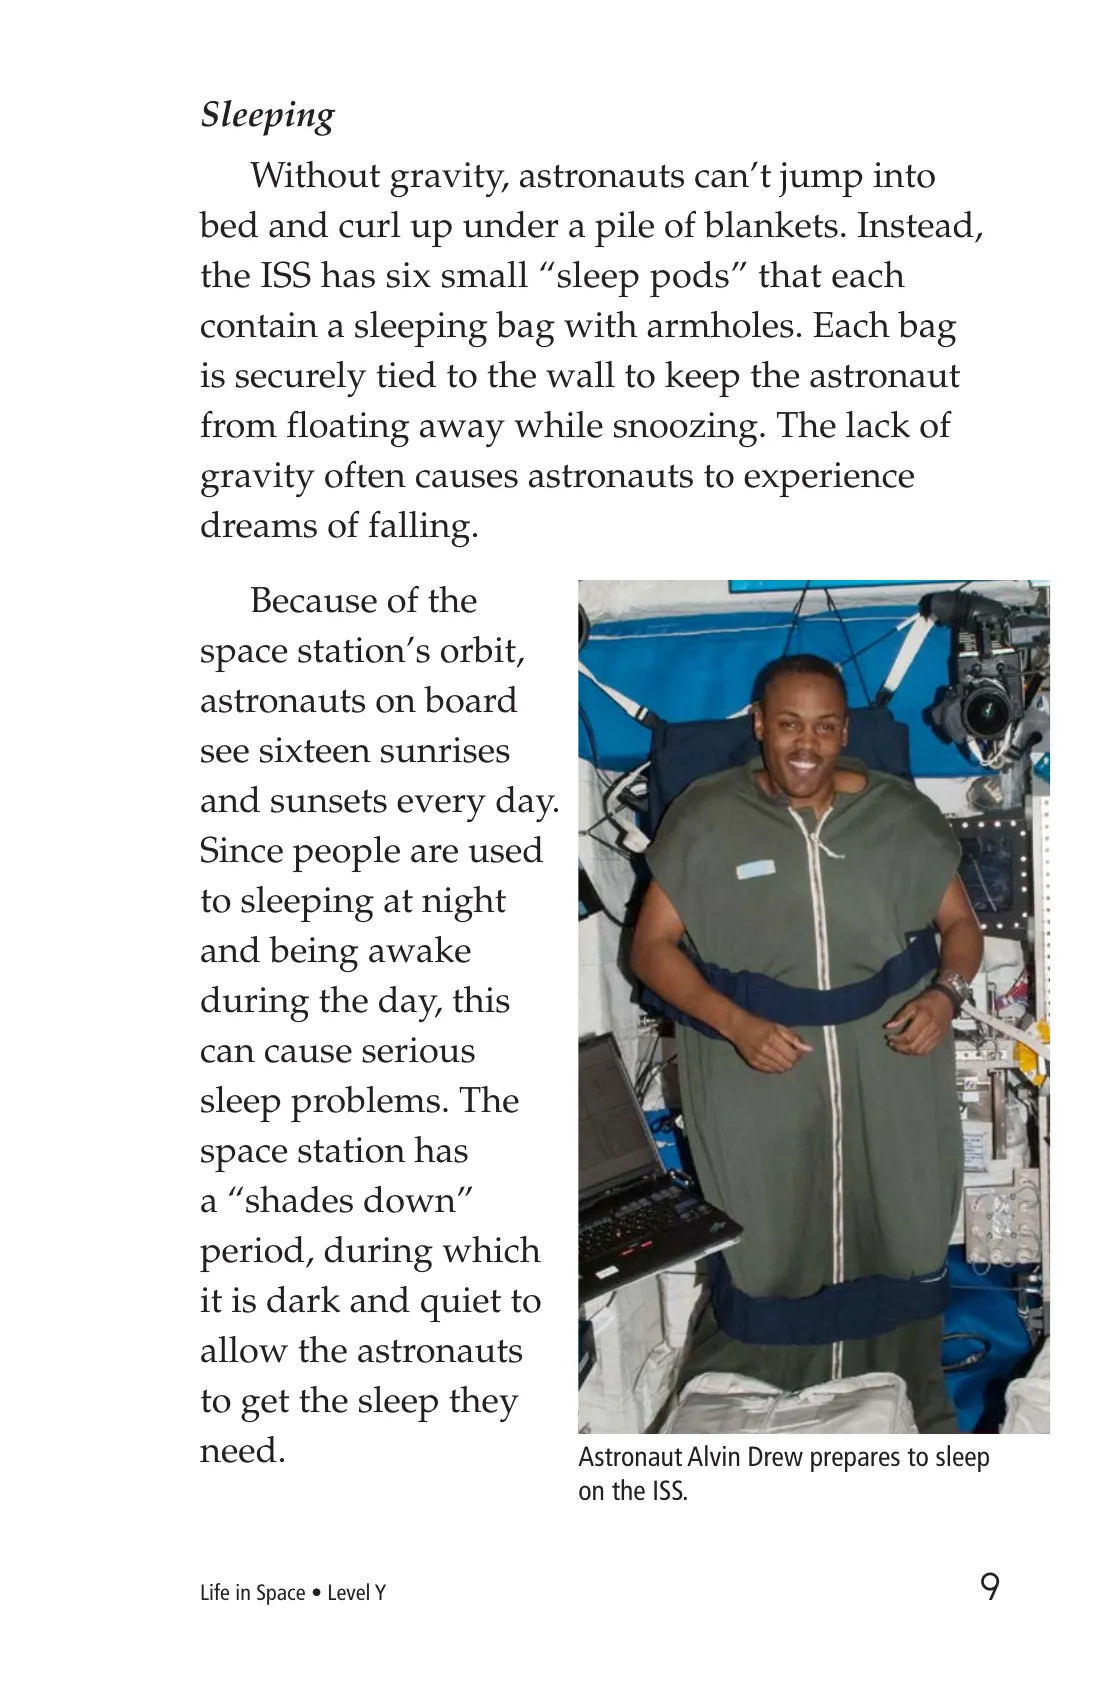 Sleeping
Without gravity, astronauts can’t jump into
bed and curl up under a pile of blankets. Instead,
the ISS has six small “sleep pods” that each
contain a sleeping bag with armholes. Each bag
is securely tied to the wall to keep the astronaut
from floating away while snoozing. The lack of
gravity often causes astronauts to experience
dreams of falling.
Because of the
space station’s orbit,
astronauts on board
see sixteen sunrises
and sunsets every day.
Since people are used
to sleeping at night
and being awake
during the day, this
can cause serious
sleep problems. The
space station has
a “shades down”
period, during which
it is dark and quiet to
allow the astronauts
to get the sleep they
need.
Astronaut Alvin Drew prepares to sleep
on the ISS.
Life in Space • Level Y
9